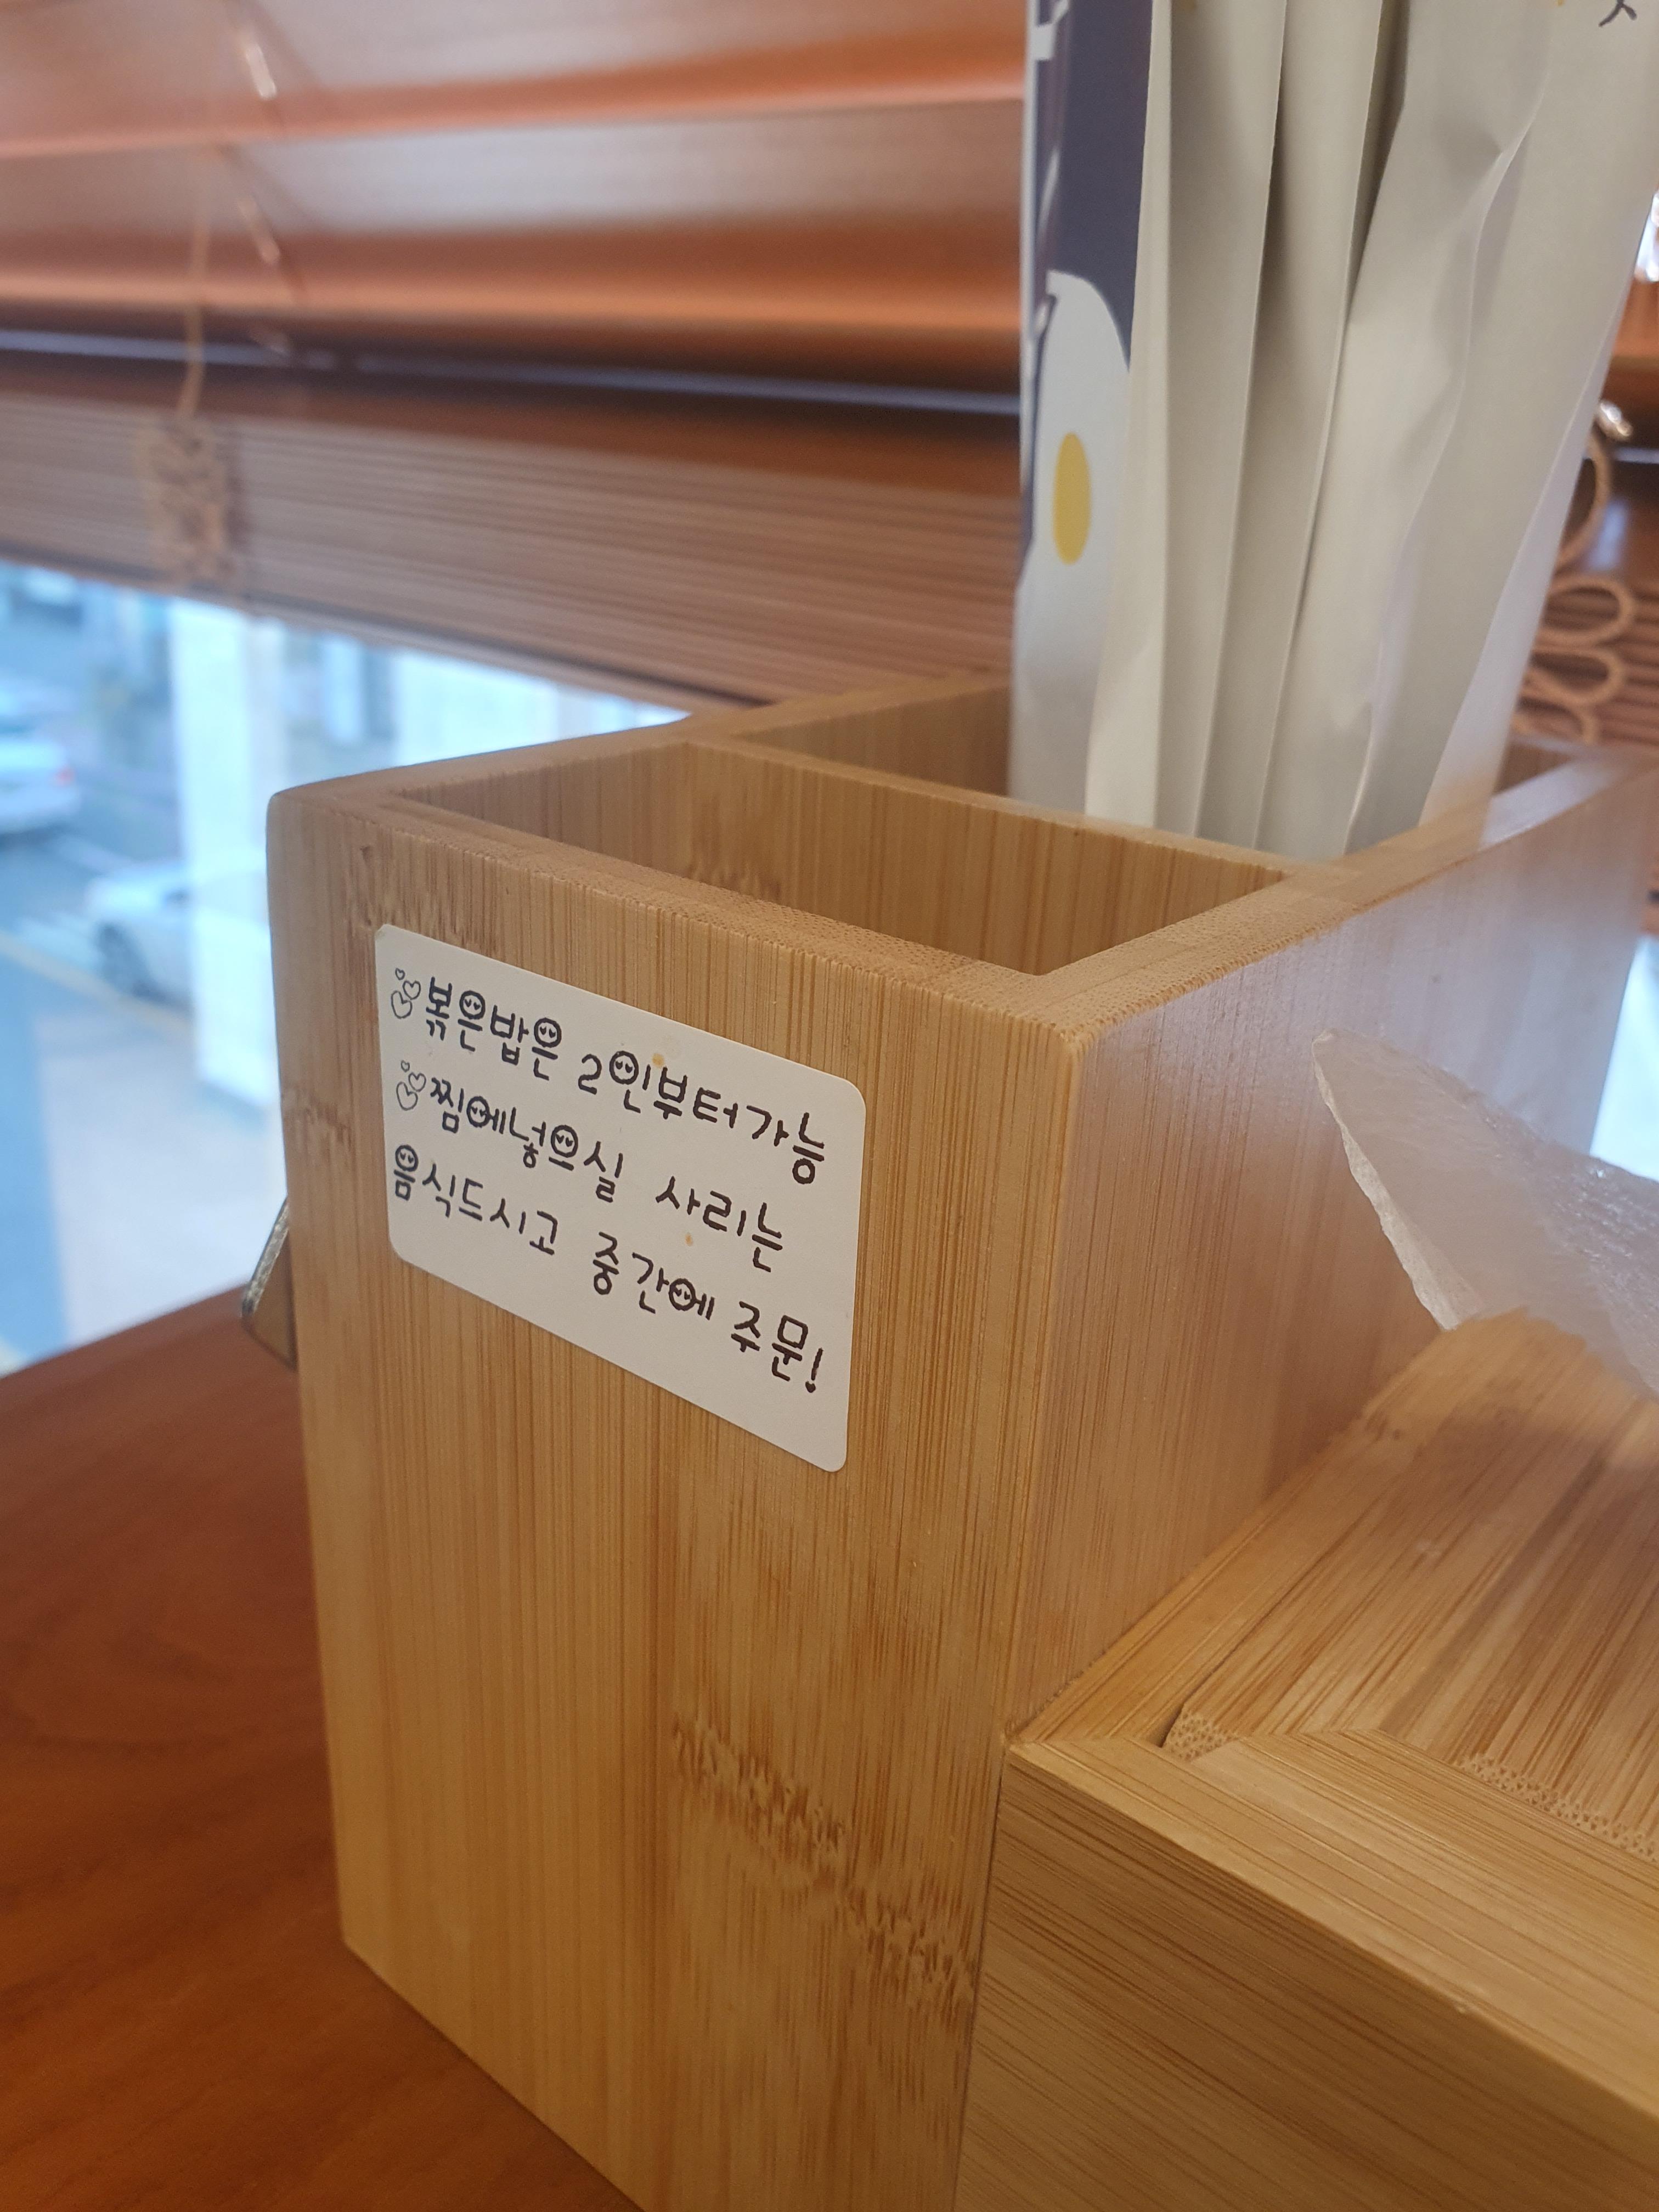 볶은밥은 2인부터가능
찜에넣으실 사리는
음식드시고 중간에 주문!